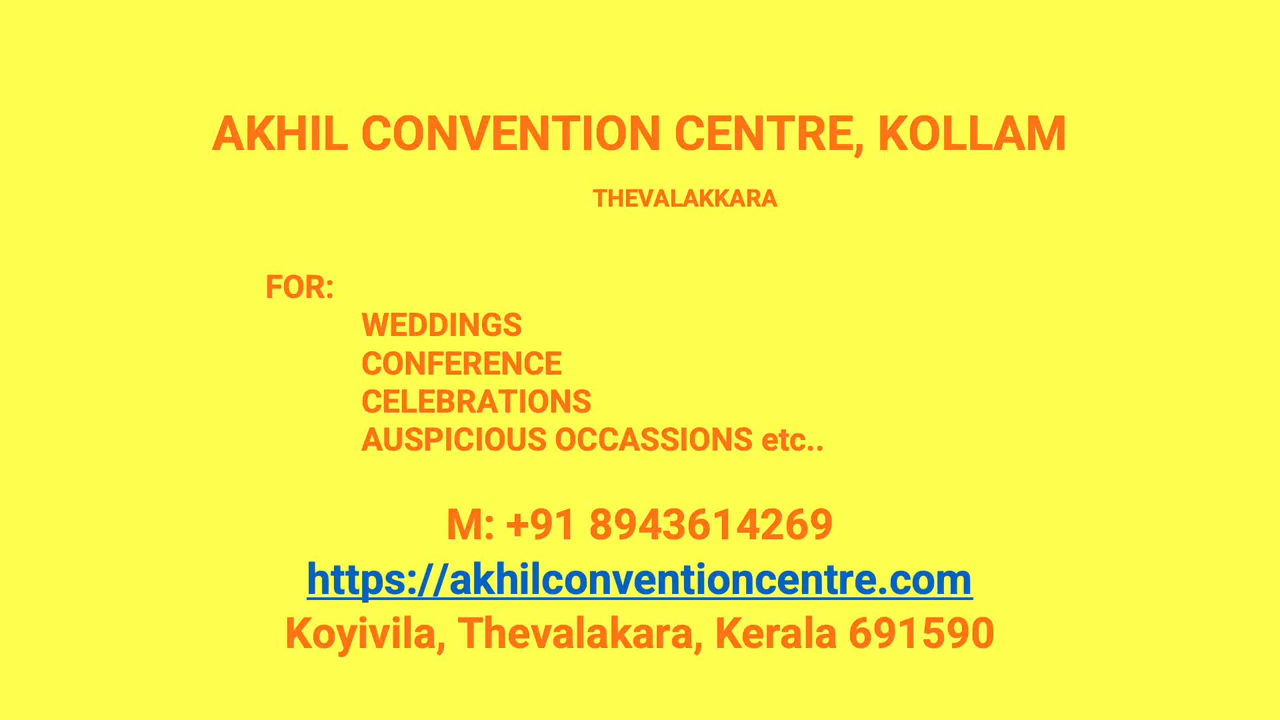 AKHIL CONVENTION CENTRE, KOLLAM
THEVALAKKARA
FOR:
WEDDINGS
CONFERENCE
CELEBRATIONS
AUSPICIOUS OCCASSIONS etc..
M: +91 8943614269
https://akhilconventioncentre.com
Koyivila, Thevalakara, Kerala 691590